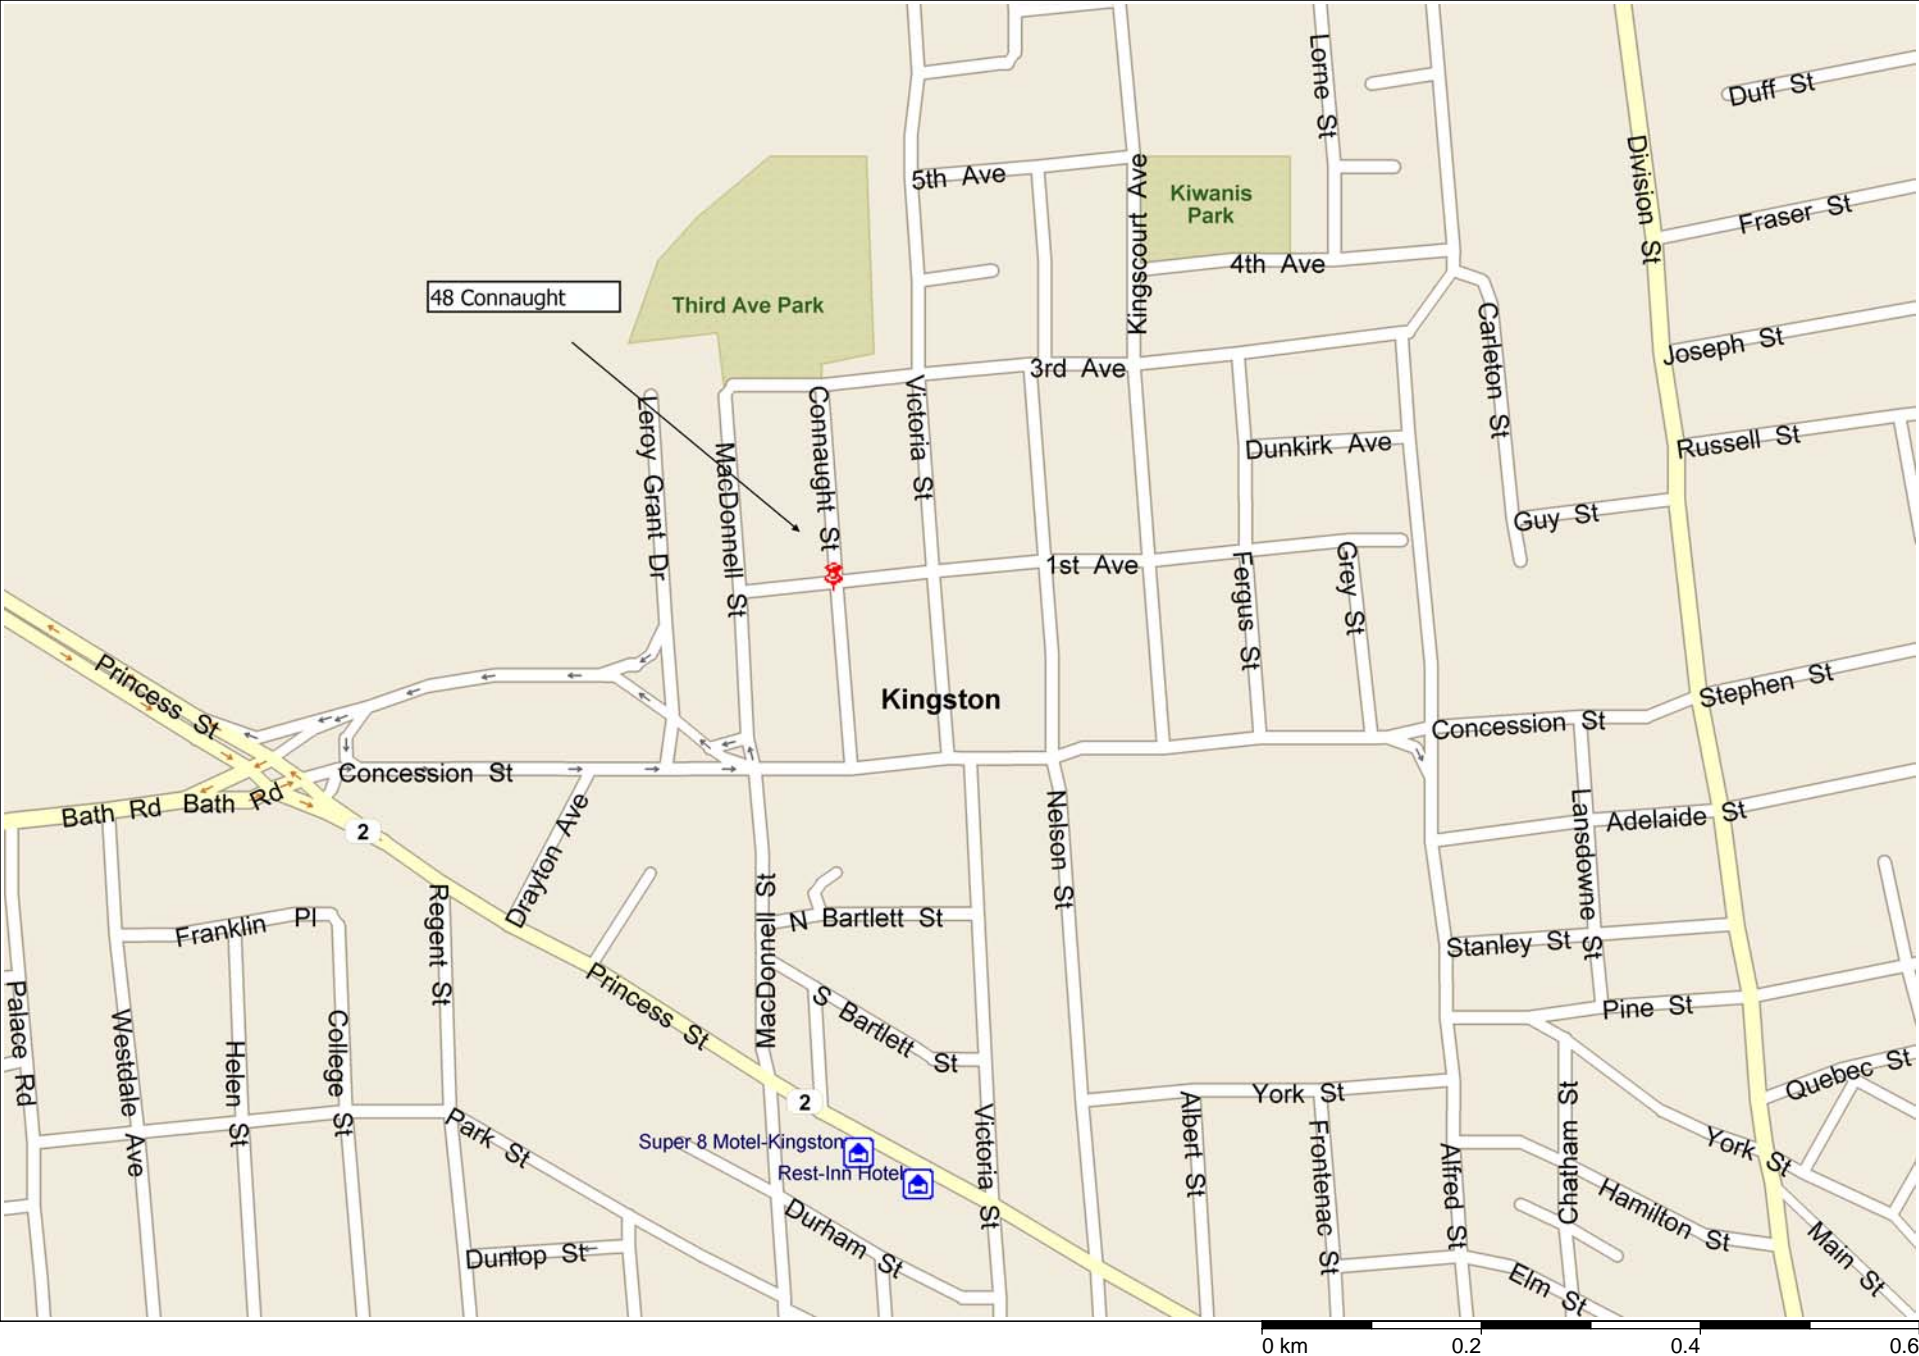 Duff St
Lorne St
Division St
5th Ave
Kingscourt Ave
Kiwanis
Park
Fraser St
4th Ave
48 Connaught
Third Ave Park
Carleton St
Joseph St
3rd Ave
Leroy Grant Dr
MacDonnell St
Connaught St
Victoria St
Dunkirk Ave
Russell St
Guy St
1st Ave
Fergus St
Grey St
Princess St
Kingston
Stephen St
Concession St
Concession St
Bath Rd
Bath Rd
2
Drayton Ave
Nelson St
Lansdowne St
Adelaide St
Regent St
MacDonell St
N Bartlett St
Franklin Pl
Stanley St
Princess St
S Bartlett St
Pine St
Palace Rd
Westdale Ave
Helen St
College St
Park St
2
York St
Quebec St
Super 8 Motel-Kingston
Rest-Inn Hotel
Victoria St
Albert St
Frontenac St
Alfred St
Chatham St
York St
Hamilton St
Main St
Durham St
Dunlop St
Elm St
0 km 0.2 0.4 0.6